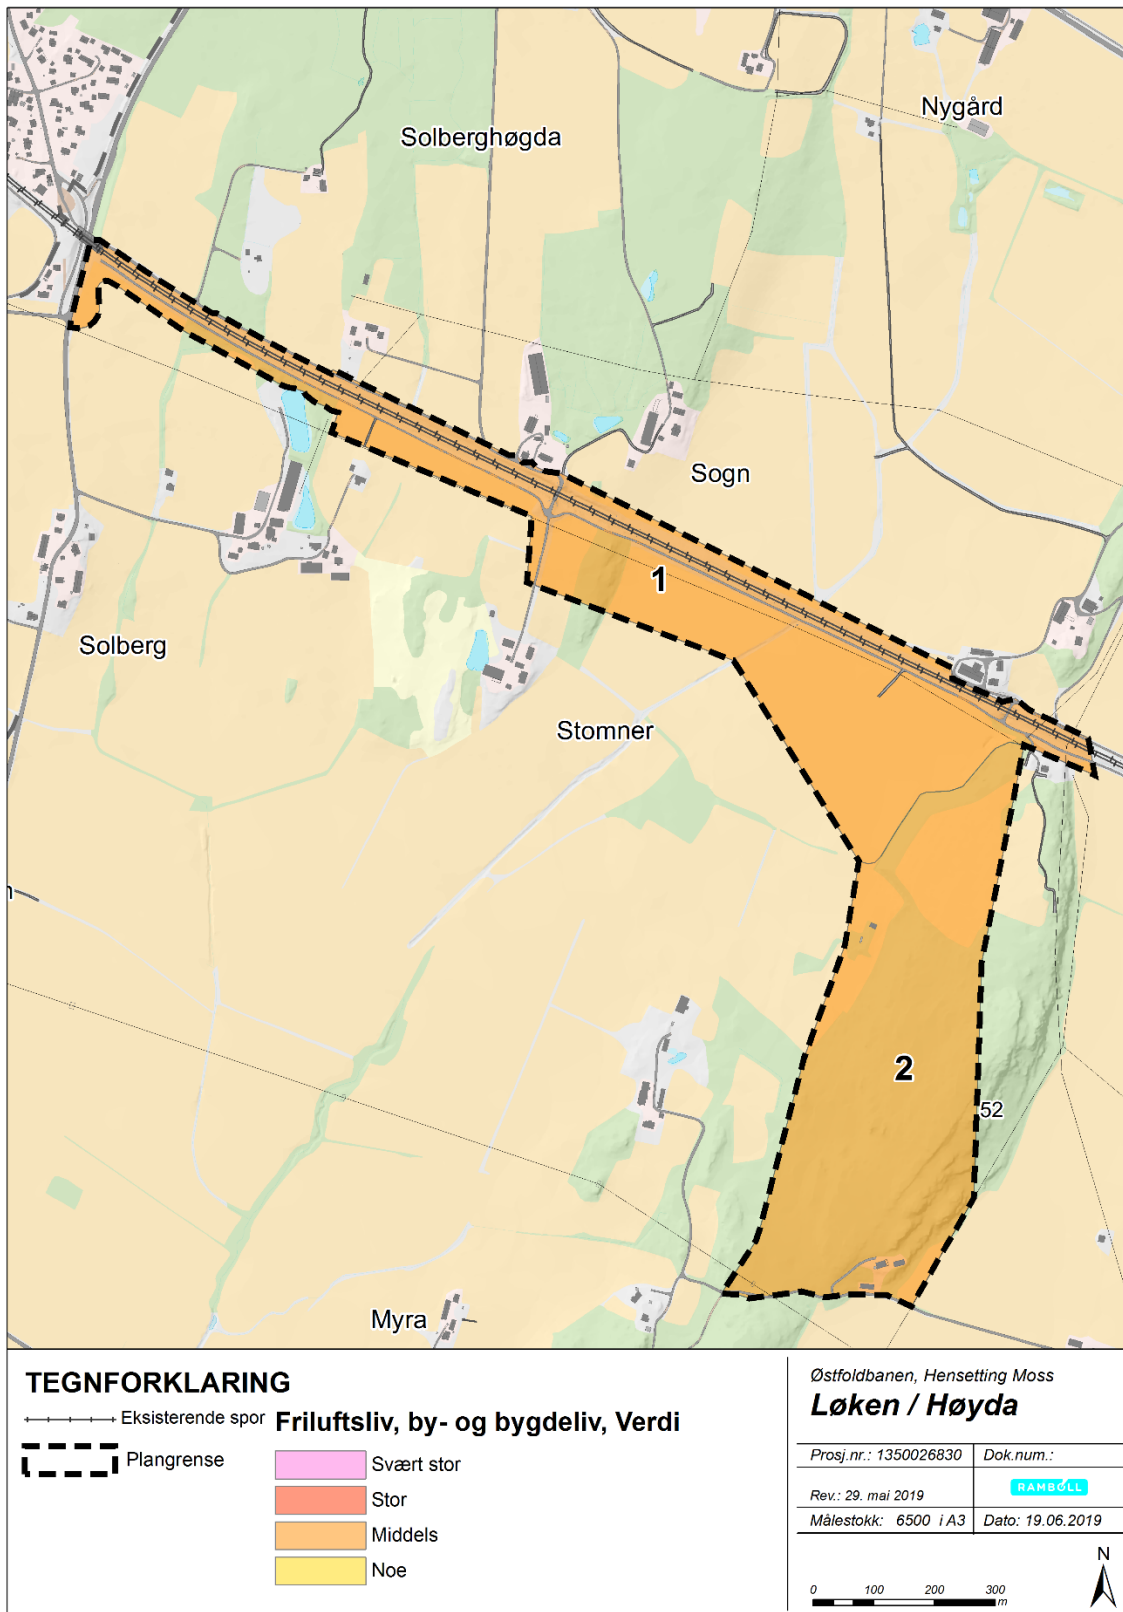 Nygård
Solberghøgda
Sogn
1
Solberg
Stomner
2
52
Myra
TEGNFORKLARING
Eksisterende spor
Plangrense
Friluftsliv, by- og bygdeliv, Verdi
Svært stor
Stor
Middels
Noe
Østfoldbanen, Hensetting Moss
Løken / Høyda
Prosj.nr.: 1350026830 Dok.num.:
Rev.: 29. mai 2019 RAMBOLL
Målestokk: 6500 i A3 Dato: 19.06.2019
N
0 100 200 300
m